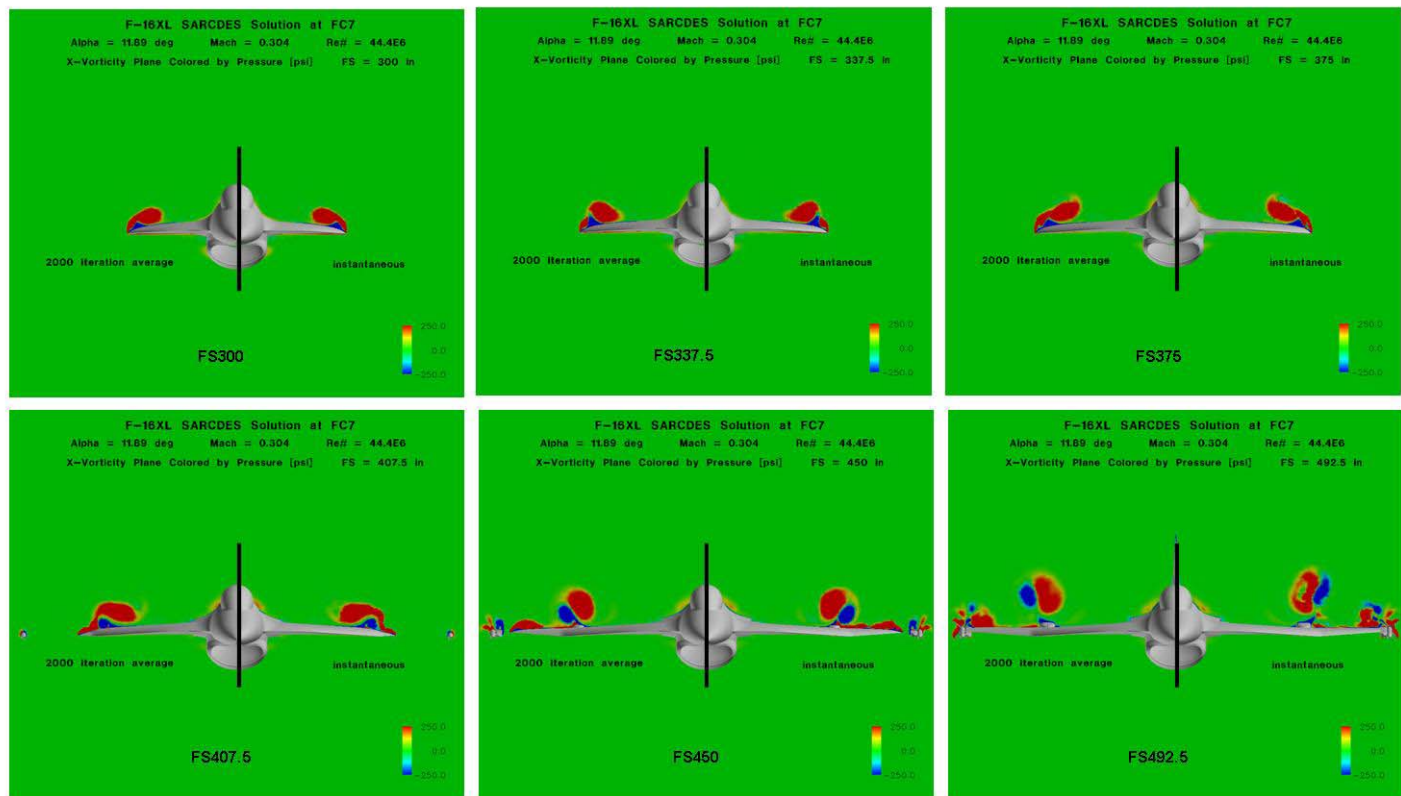 F-16XL SARCDES Solution at FC7
Alpha = 11.89 deg Mach = 0.304 Re# = 44.4E6
X-Vorticity Plane Colored by Pressure [psi] FS = 300 in
2000 iteration average instantaneous
250.0
0.0
-250.0
FS300
F-16XL SARCDES Solution at FC7
Alpha = 11.89 deg Mach = 0.304 Re# = 44.4E6
X-Vorticity Plane Colored by Pressure [psi] FS = 337.5 in
2000 iteration average instantaneous
250.0
0.0
-250.0
FS337.5
F-16XL SARCDES Solution at FC7
Alpha = 11.89 deg Mach = 0.304 Re# = 44.4E6
X-Vorticity Plane Colored by Pressure [psi] FS = 375 in
2000 iteration average instantaneous
250.0
0.0
-250.0
FS375
F-16XL SARCDES Solution at FC7
Alpha = 11.89 deg Mach = 0.304 Re# = 44.4E6
X-Vorticity Plane Colored by Pressure [psi] FS = 407.5 in
2000 iteration average instantaneous
250.0
0.0
-250.0
FS407.5
F-16XL SARCDES Solution at FC7
Alpha = 11.89 deg Mach = 0.304 Re# = 44.4E6
X-Vorticity Plane Colored by Pressure [psi] FS = 450 in
2000 iteration average instantaneous
250.0
0.0
-250.0
FS450
F-16XL SARCDES Solution at FC7
Alpha = 11.89 deg Mach = 0.304 Re# = 44.4E6
X-Vorticity Plane Colored by Pressure [psi] FS = 492.5 in
2000 iteration average instantaneous
250.0
0.0
-250.0
FS492.5